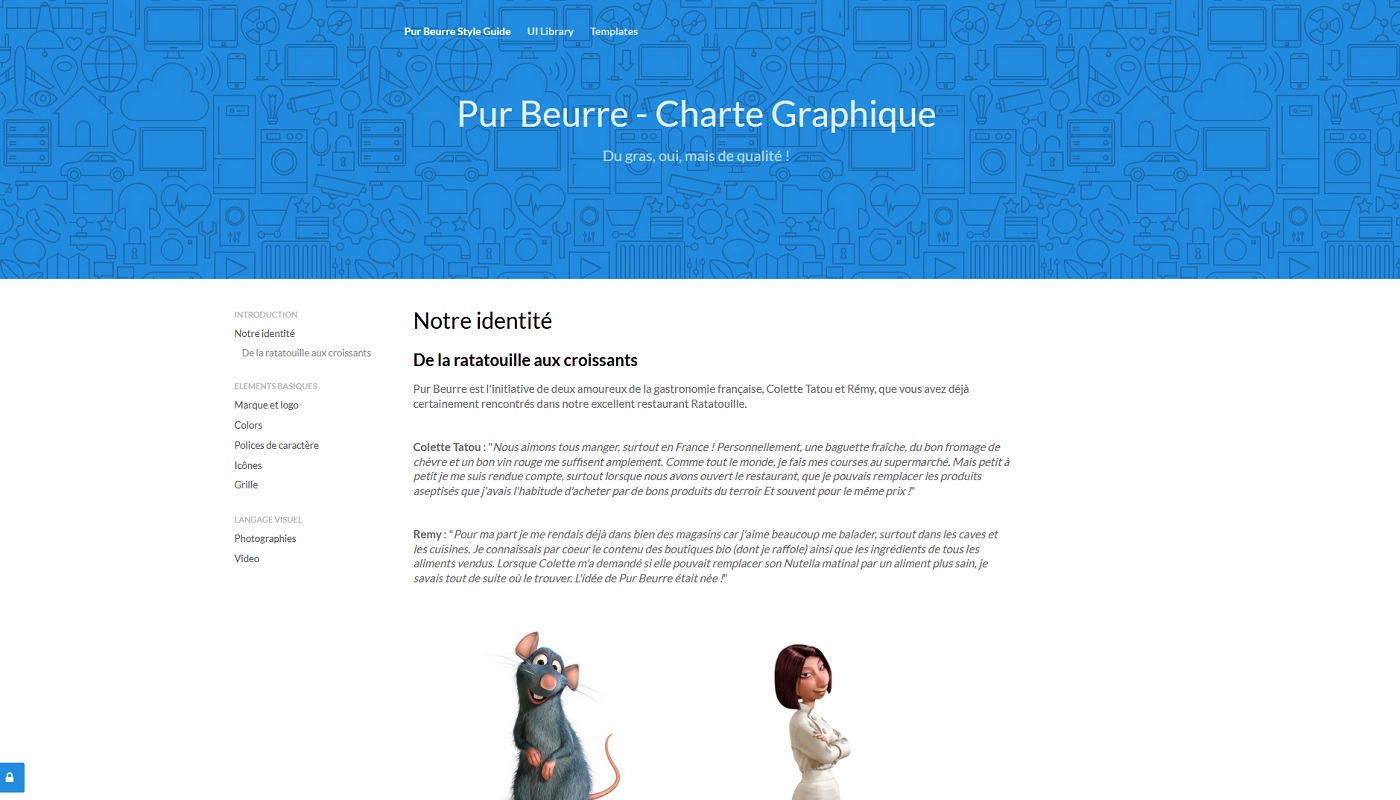 Pur Beurre Style Guide UI Library Templates
Pur Beurre - Charte Graphique
Du gras, oui, mais de qualité !
INTRODUCTION
Notre identité
De la ratatouille aux croissants
ELEMENTS BASIQUES
Marque et logo
Colors
Polices de caractère
Icônes
Grille
LANGAGE VISUEL
Photographies
Video
Notre identité
De la ratatouille aux croissants
Pur Beurre est l'initiative de deux amoureux de la gastronomie française, Colette Tatou et Rémy, que vous avez déjà
certainement rencontrés dans notre excellent restaurant Ratatouille.
Colette Tatou : "Nous aimons tous manger, surtout en France ! Personnellement, une baguette fraîche, du bon fromage de
chèvre et un bon vin rouge me suffisent amplement. Comme tout le monde, je fais mes courses au supermarché. Mais petit à
petit je me suis rendue compte, surtout lorsque nous avons ouvert le restaurant, que je pouvais remplacer les produits
aseptisés que j'avais l'habitude d'acheter par de bons produits du terroir Et souvent pour le même prix !"
Remy : "Pour ma part je me rendais déjà dans bien des magasins car j'aime beaucoup me balader, surtout dans les caves et
les cuisines. Je connaissais par coeur le contenu des boutiques bio (dont je raffole) ainsi que les ingrédients de tous les
aliments vendus. Lorsque Colette m'a demandé si elle pouvait remplacer son Nutella matinal par un aliment plus sain, je
savais tout de suite où le trouver. L'idée de Pur Beurre était née !"